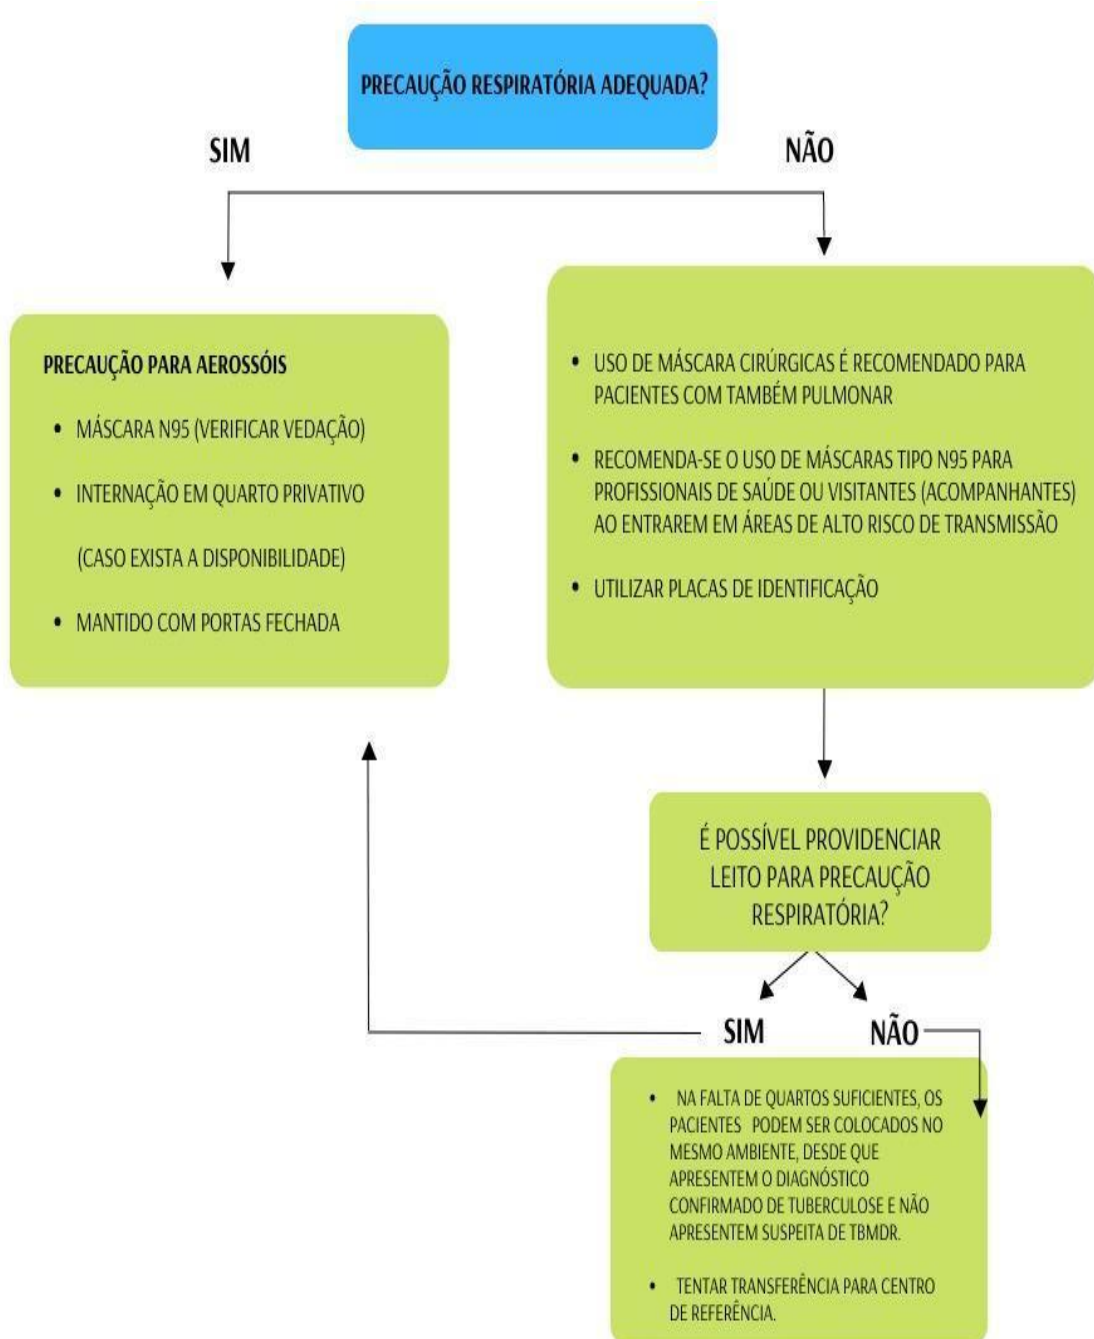 PRECAUÇÃO RESPIRATÓRIA ADEQUADA?
SIM
NÃO
PRECAUÇÃO PARA AEROSSÓIS
• MÁSCARA N95 (VERIFICAR VEDAÇÃO)
• INTERNAÇÃO EM QUARTO PRIVATIVO
(CASO EXISTA A DISPONIBILIDADE)
• MANTIDO COM PORTAS FECHADA
• USO DE MÁSCARA CIRÚRGICAS É RECOMENDADO PARA
PACIENTES COM TAMBÉM PULMONAR
• RECOMENDA-SE O USO DE MÁSCARAS TIPO N95 PARA
PROFISSIONAIS DE SAÚDE OU VISITANTES (ACOMPANHANTES)
AO ENTRAREM EM ÁREAS DE ALTO RISCO DE TRANSMISSÃO
• UTILIZAR PLACAS DE IDENTIFICAÇÃO
É POSSÍVEL PROVIDENCIAR
LEITO PARA PRECAUÇÃO
RESPIRATÓRIA?
SIM
NÃO
• NA FALTA DE QUARTOS SUFICIENTES, OS
PACIENTES PODEM SER COLOCADOS NO
MESMO AMBIENTE, DESDE QUE
APRESENTEM O DIAGNÓSTICO
CONFIRMADO DE TUBERCULOSE E NÃO
APRESENTEM SUSPEITA DE TBMDR.
• TENTAR TRANSFERÊNCIA PARA CENTRO
DE REFERÊNCIA.